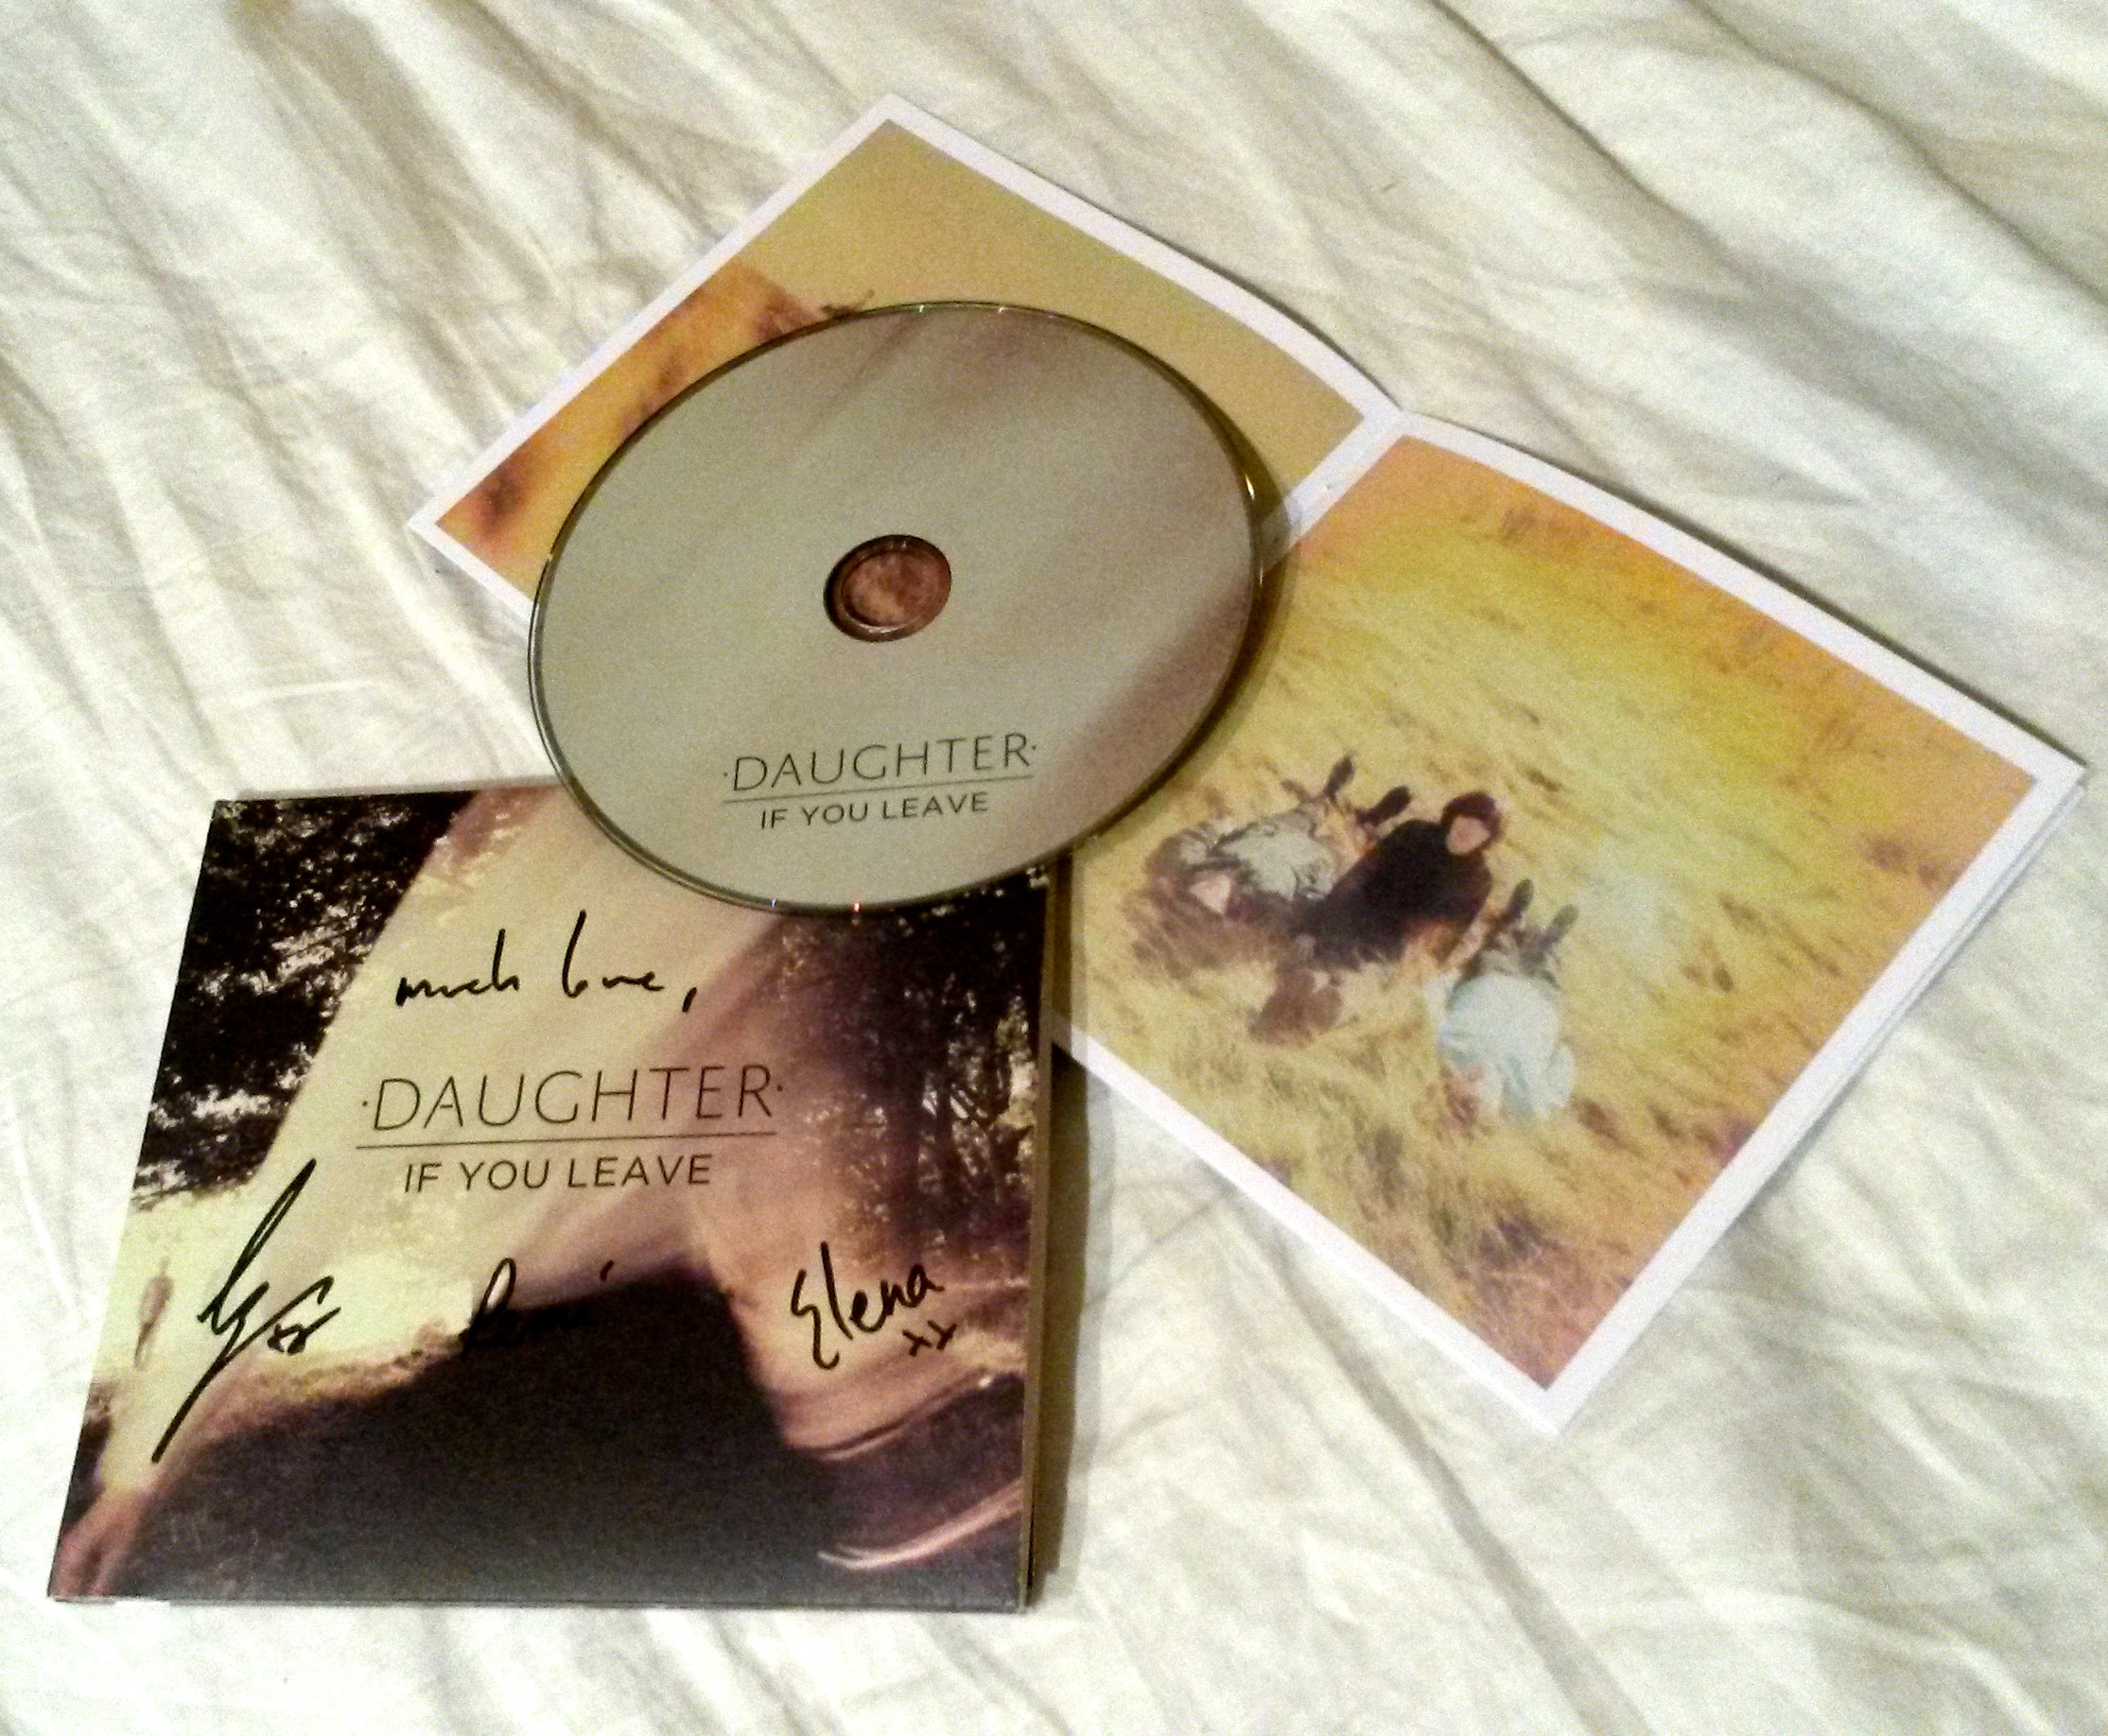 ·DAUGHTER·
IF YOU LEAVE
much love,
·DAUGHTER·
IF YOU LEAVE
Elena
xx